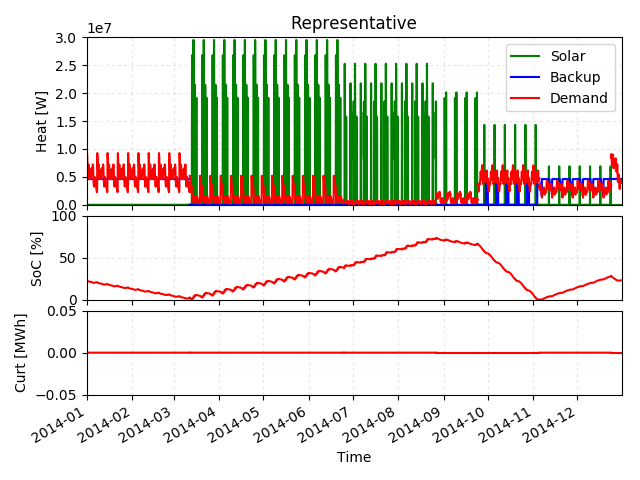 Representative
1e7
3.0
2.5
2.0
1.5
1.0
0.5
0.0
Heat [W]
Solar
Backup
Demand
100
50
0
SoC [%]
0.05
0.00
−0.05
Curt [MWh]
2014-01
2014-02
2014-03
2014-04
2014-05
2014-06
2014-07
2014-08
2014-09
2014-10
2014-11
2014-12
Time